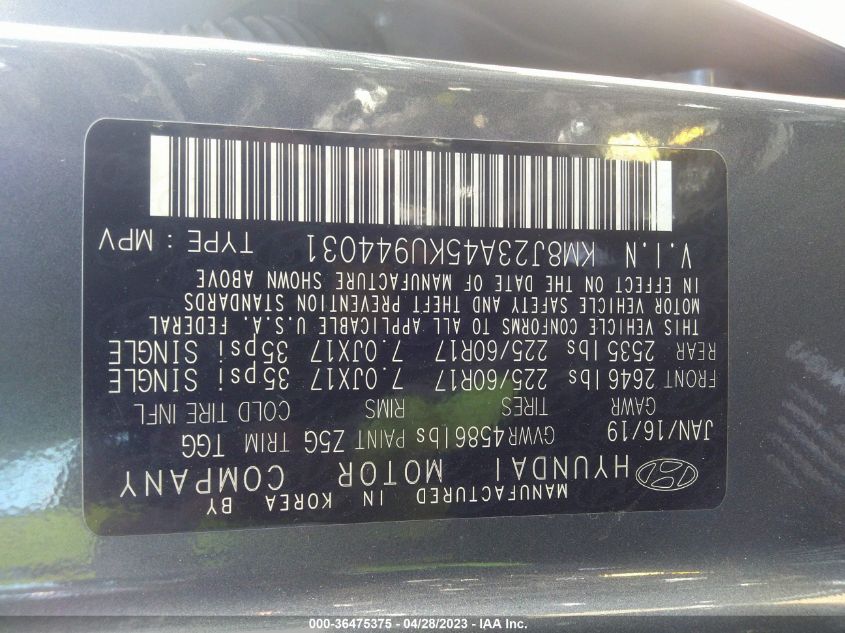 MANUFACTURED IN KOREA BY
HYUNDAI MOTOR COMPANY
JAN/16/19 GVWR 4586 lbs PAINT Z5G TRIM TGG
GAWR TIRES RIMS COLD TIRE INFL
FRONT 2646 lbs 225/60R17 7.0JX17 35psi SINGLE
REAR 2535 lbs 225/60R17 7.0JX17 35psi SINGLE
THIS VEHICLE CONFORMS TO ALL APPLICABLE U.S.A. FEDERAL
MOTOR VEHICLE SAFETY AND THEFT PREVENTION STANDARDS
IN EFFECT ON THE DATE OF MANUFACTURE SHOWN ABOVE
V.I.N KM8J23A45KU944031 TYPE : MPV
000-36475375 - 04/28/2023 - IAA Inc.